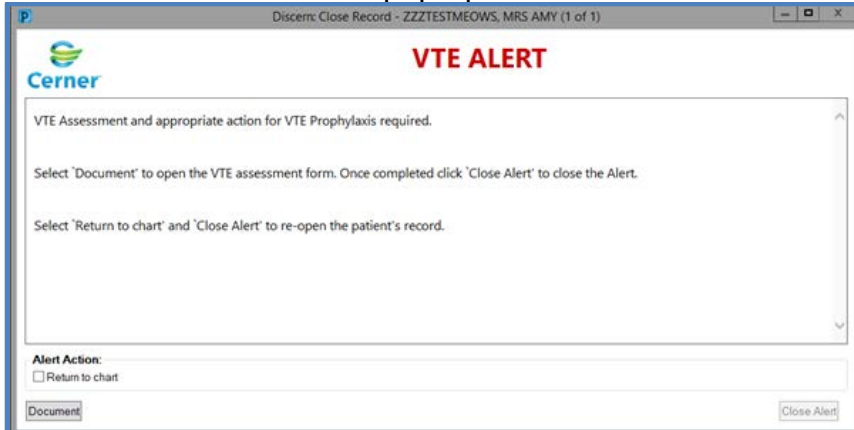 Discern: Close Record - ZZZTESTMEOWS, MRS AMY (1 of 1)
Cerner
VTE ALERT
VTE Assessment and appropriate action for VTE Prophylaxis required.
Select `Document' to open the VTE assessment form. Once completed click `Close Alert' to close the Alert.
Select `Return to chart' and `Close Alert' to re-open the patient's record.
Alert Action:
Return to chart
Document
Close Alert